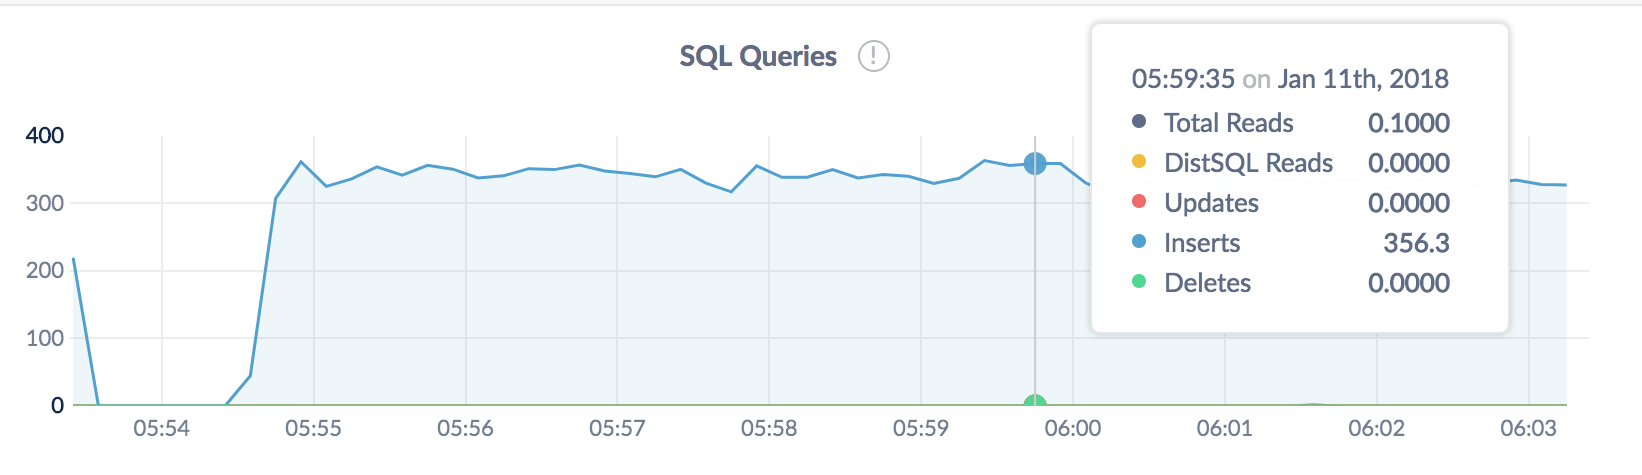 SQL Queries !
05:59:35 on Jan 11th, 2018
Total Reads 0.1000
DistSQL Reads 0.0000
Updates 0.0000
Inserts 356.3
Deletes 0.0000
400
300
200
100
0
05:54 05:55 05:56 05:57 05:58 05:59 06:00 06:01 06:02 06:03